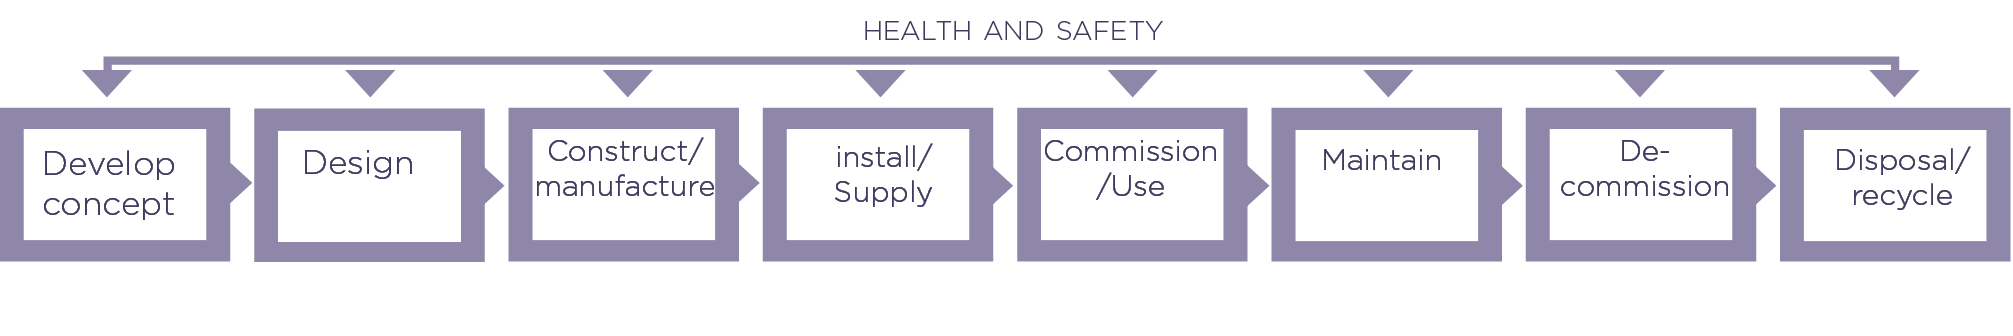 HEALTH AND SAFETY
Develop
concept
Design
Construct/
manufacture
install/
Supply
Commission
/Use
Maintain
De-
commission
Disposal/
recycle